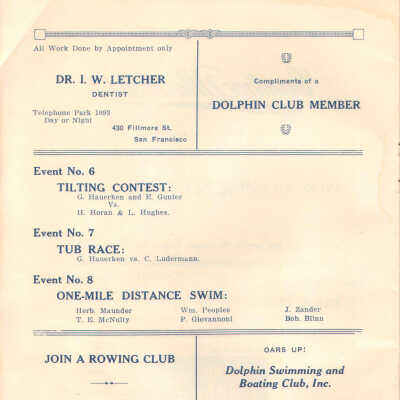 All Work Done by Appointment only
DR. I. W. LETCHER
DENTIST
Telephone Park 1092
Day or Night
430 Fillmore St.
San Francisco
Compliments of a
DOLPHIN CLUB MEMBER
Event No. 6
TILTING CONTEST:
G. Hauerken and E. Gunter
Vs.
H. Horan & L. Hughes.
Event No. 7
TUB RACE:
G. Hauerken vs. C. Ludermann.
Event No. 8
ONE-MILE DISTANCE SWIM:
Herb. Maunder Wm. Peoples J. Zander
T. E. McNulty P. Giovannoni Bob. Blinn
JOIN A ROWING CLUB
OARS UP!
Dolphin Swimming and
Boating Club, Inc.